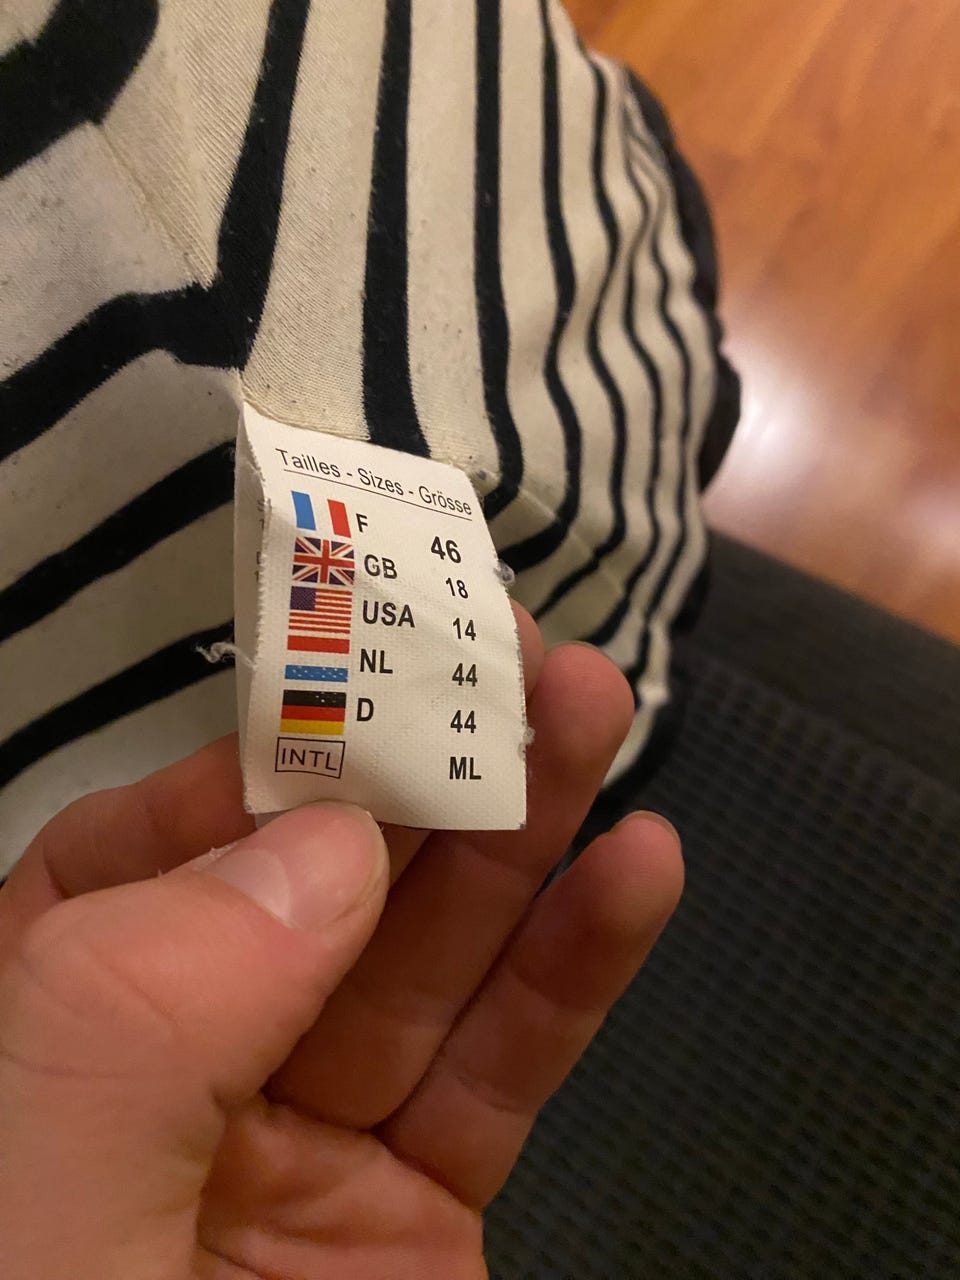 Tailles - Sizes - Grösse
F 46
GB 18
USA 14
NL 44
D 44
INTL ML